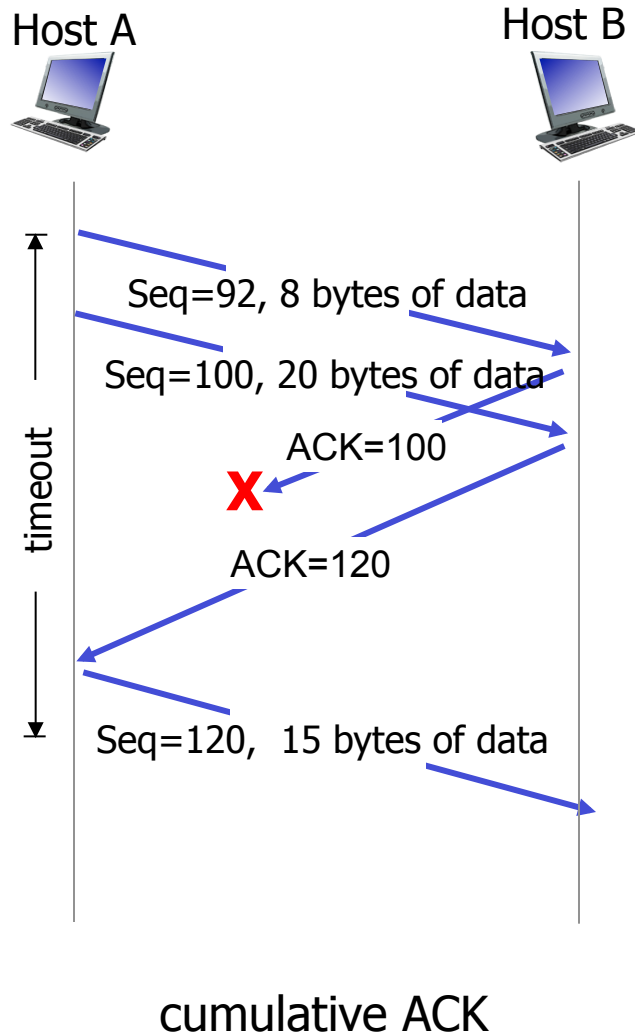 Host A
Host B
Seq=92, 8 bytes of data
Seq=100, 20 bytes of data
ACK=100
X
timeout
ACK=120
Seq=120, 15 bytes of data
cumulative ACK